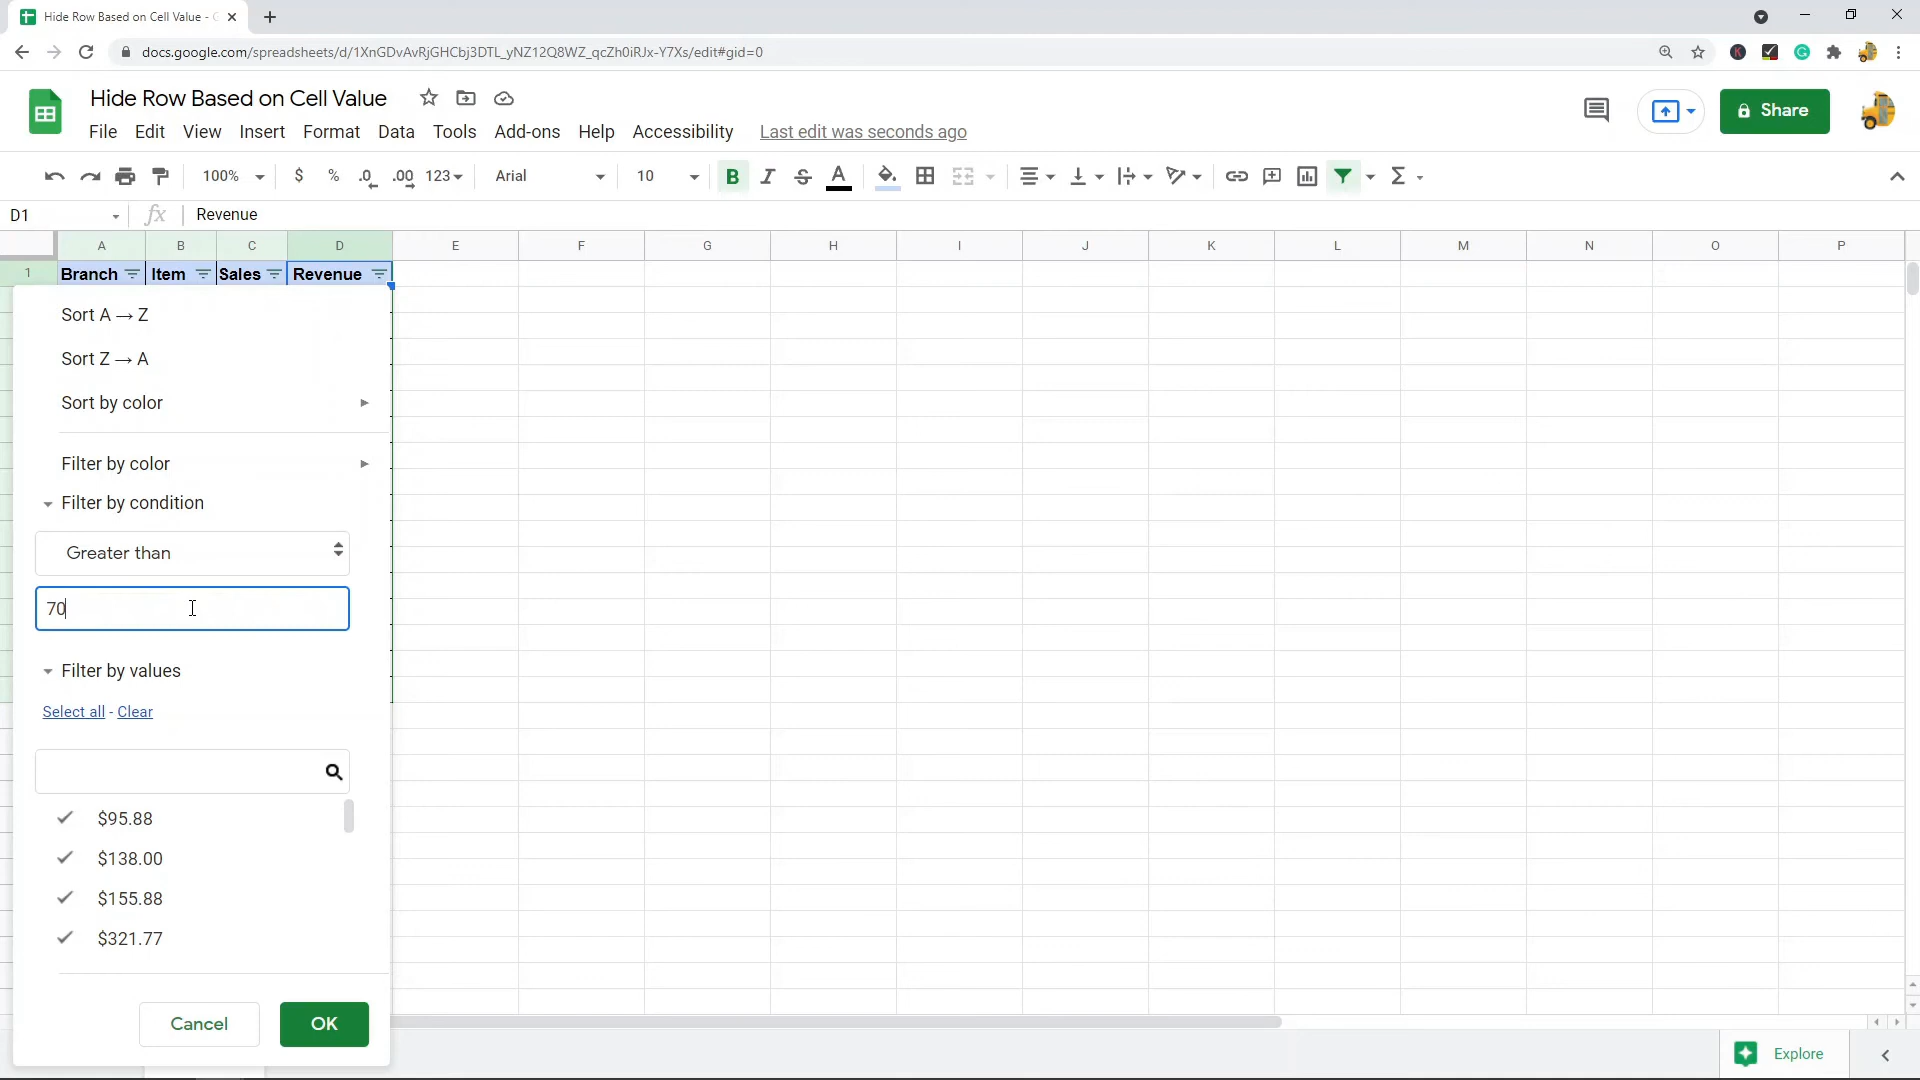 Hide Row Based on Cell Value -
docs.google.com/spreadsheets/d/1XnGDvAvRjGHCbj3DTL_yNZ12Q8WZ_qcZh0iRJx-Y7Xs/edit#gid=0
Hide Row Based on Cell Value
Share
File Edit View Insert Format Data Tools Add-ons Help Accessibility Last edit was seconds ago
100% $ % .0 .00 123 Arial 10 B I S A Σ
D1 fx Revenue
A B C D E F G H I J K L M N O P
1 Branch Item Sales Revenue
Sort A → Z
Sort Z → A
Sort by color
Filter by color
Filter by condition
Greater than
70
Filter by values
Select all - Clear
$95.88
$138.00
$155.88
$321.77
Cancel OK
Explore